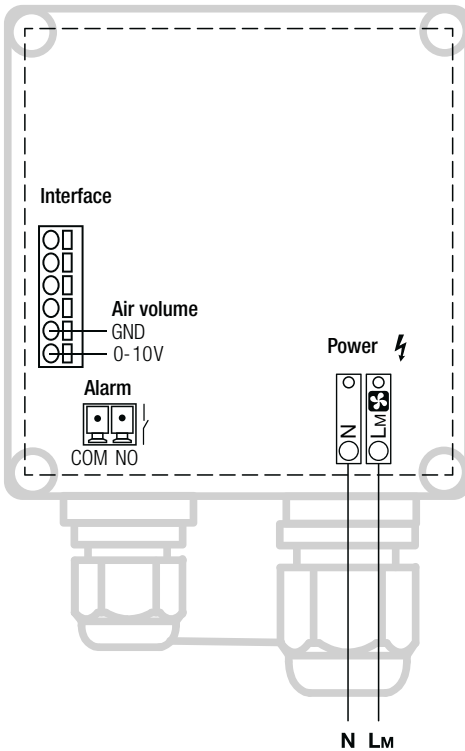 Interface
Air volume
GND
0-10V
Alarm
COM NO
Power
N
LM
N LM